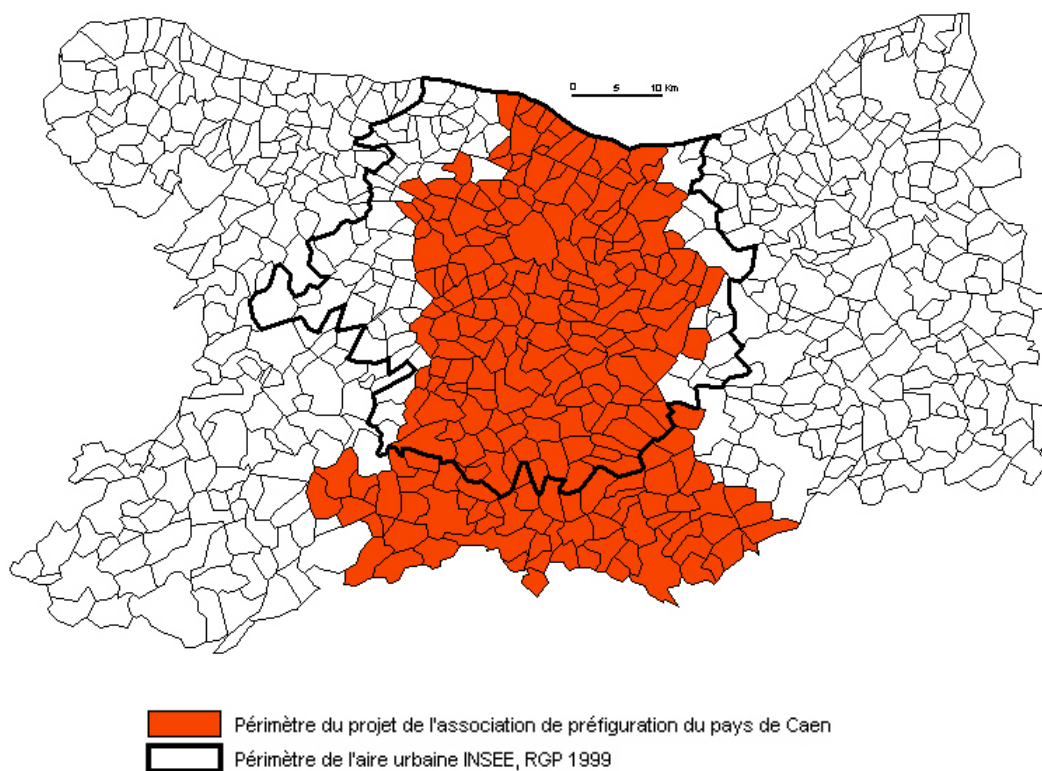 0 5 10 Km
Périmètre du projet de l'association de préfiguration du pays de Caen
Périmètre de l'aire urbaine INSEE, RGP 1999